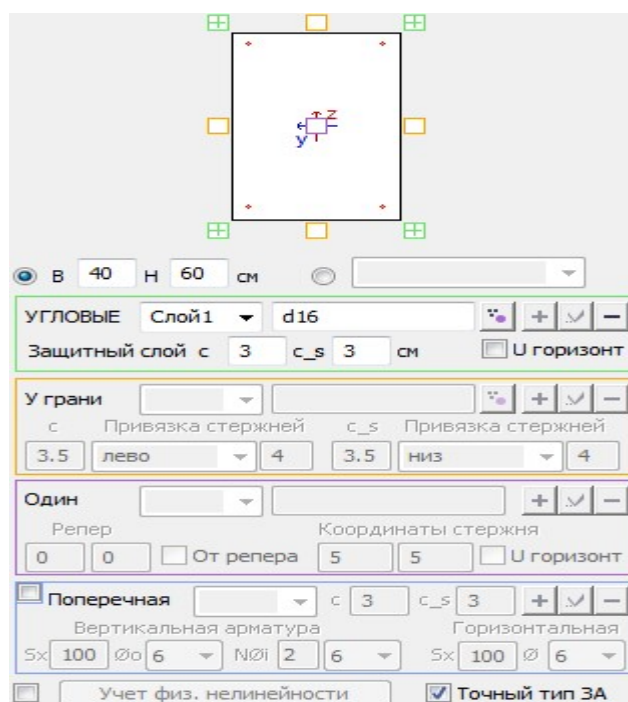 z
y
B 40 H 60 см
УГЛОВЫЕ Слой1 d16
Защитный слой с 3 c_s 3 см U горизонт
У грани
с Привязка стержней c_s Привязка стержней
3.5 лево 4 3.5 низ 4
Один
Репер Координаты стержня
0 0 От репера 5 5 U горизонт
Поперечная с 3 c_s 3
Вертикальная арматура Горизонтальная
Sx 100 Øo 6 NØi 2 6 Sx 100 Ø 6
Учет физ. нелинейности Точный тип ЗА